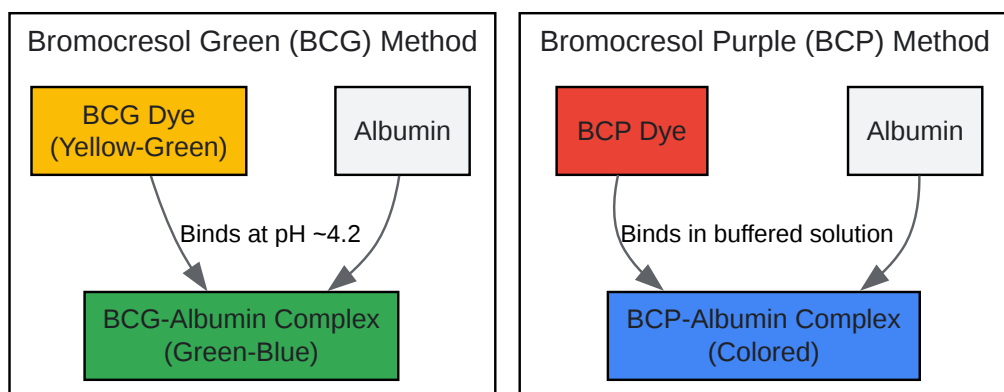 Bromocresol Green (BCG) Method
BCG Dye
(Yellow-Green)
Albumin
Binds at pH ~4.2
BCG-Albumin Complex
(Green-Blue)
Bromocresol Purple (BCP) Method
BCP Dye
Albumin
Binds in buffered solution
BCP-Albumin Complex
(Colored)